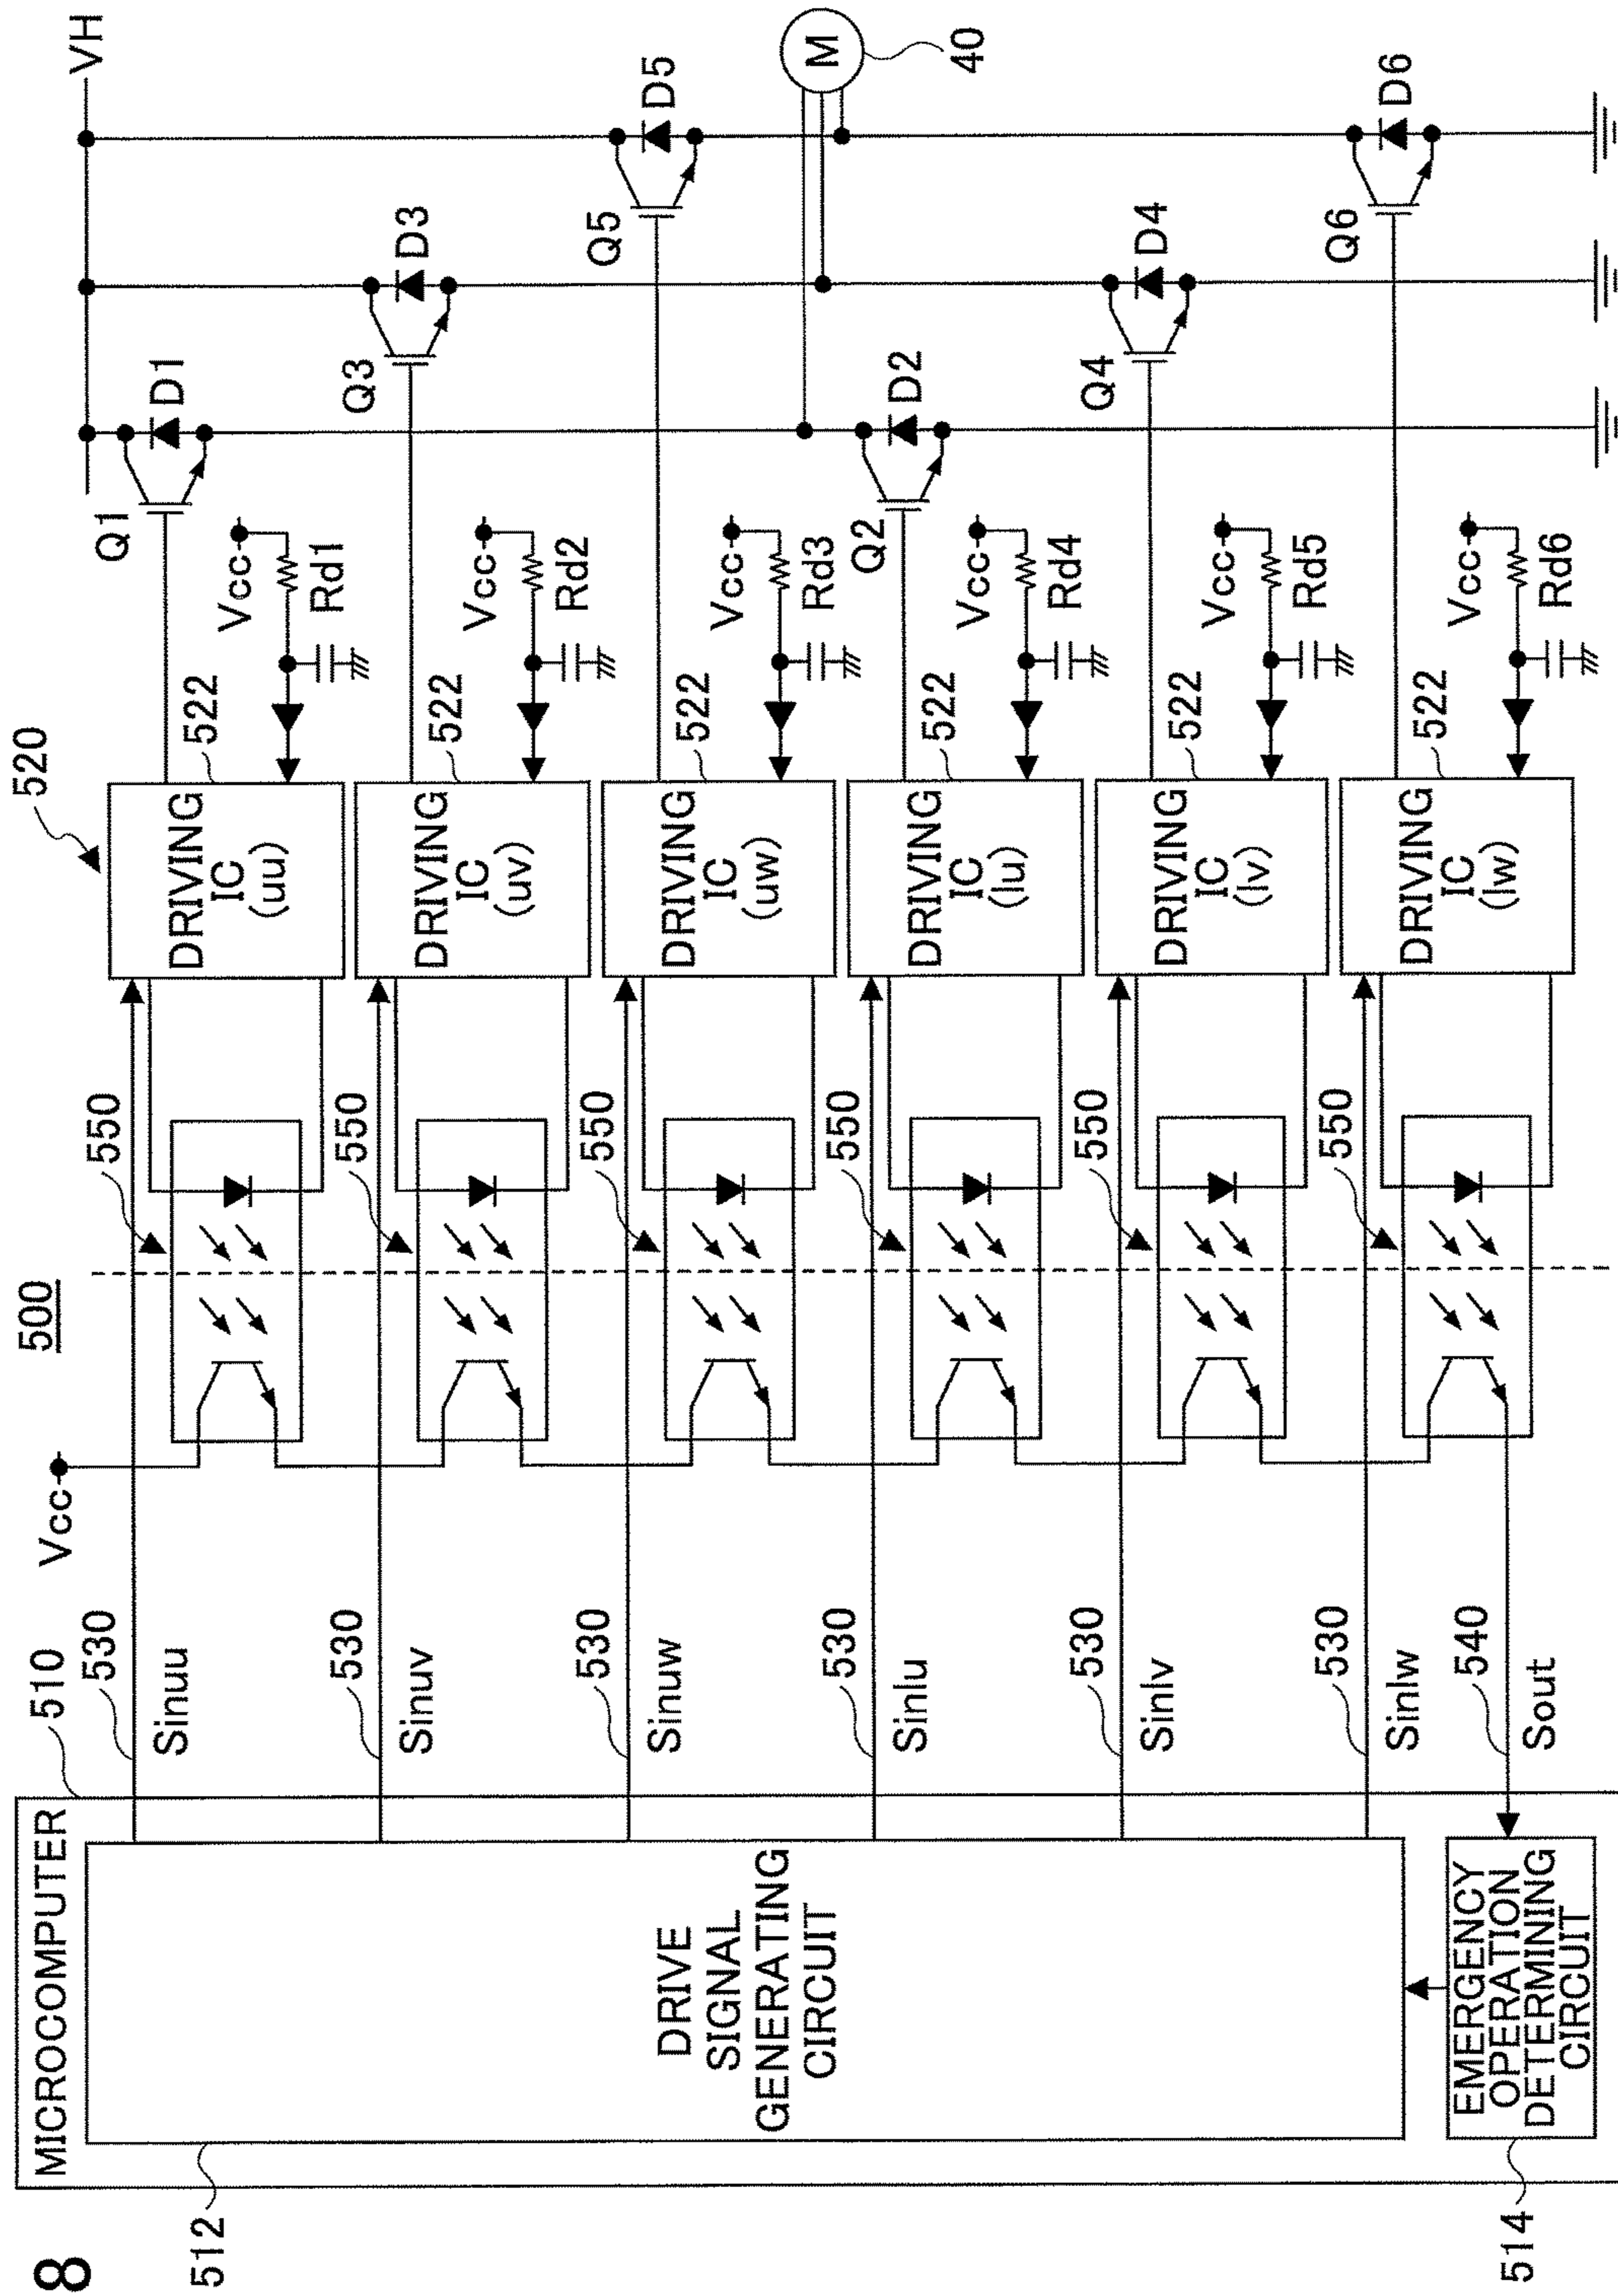 8
500
MICROCOMPUTER
510
512
DRIVE
SIGNAL
GENERATING
CIRCUIT
514
EMERGENCY
OPERATION
DETERMINING
CIRCUIT
Vcc
530
Sinuu
530
Sinuv
530
Sinuw
530
Sinlu
530
Sinlv
530
Sinlw
540
Sout
550
550
550
550
550
550
520
DRIVING
IC
(uu)
522
DRIVING
IC
(uv)
522
DRIVING
IC
(uw)
522
DRIVING
IC
(lu)
522
DRIVING
IC
(lv)
522
DRIVING
IC
(lw)
522
Vcc
Rd1
Vcc
Rd2
Vcc
Rd3
Vcc
Rd4
Vcc
Rd5
Vcc
Rd6
VH
Q1
D1
Q3
D3
Q5
D5
Q2
D2
Q4
D4
Q6
D6
M
40